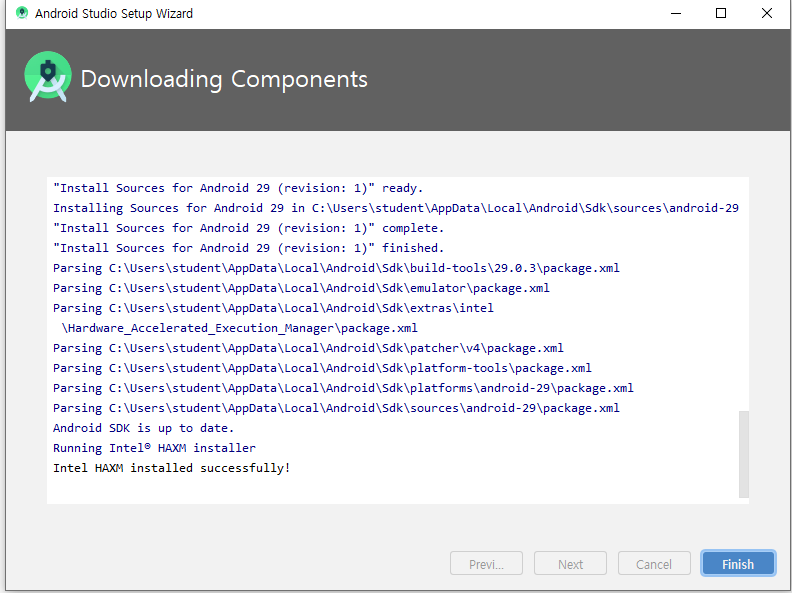 Android Studio Setup Wizard
Downloading Components
"Install Sources for Android 29 (revision: 1)" ready.
Installing Sources for Android 29 in C:\Users\student\AppData\Local\Android\Sdk\sources\android-29
"Install Sources for Android 29 (revision: 1)" complete.
"Install Sources for Android 29 (revision: 1)" finished.
Parsing C:\Users\student\AppData\Local\Android\Sdk\build-tools\29.0.3\package.xml
Parsing C:\Users\student\AppData\Local\Android\Sdk\emulator\package.xml
Parsing C:\Users\student\AppData\Local\Android\Sdk\extras\intel
\Hardware_Accelerated_Execution_Manager\package.xml
Parsing C:\Users\student\AppData\Local\Android\Sdk\patcher\v4\package.xml
Parsing C:\Users\student\AppData\Local\Android\Sdk\platform-tools\package.xml
Parsing C:\Users\student\AppData\Local\Android\Sdk\platforms\android-29\package.xml
Parsing C:\Users\student\AppData\Local\Android\Sdk\sources\android-29\package.xml
Android SDK is up to date.
Running Intel® HAXM installer
Intel HAXM installed successfully!
Previ... Next Cancel Finish